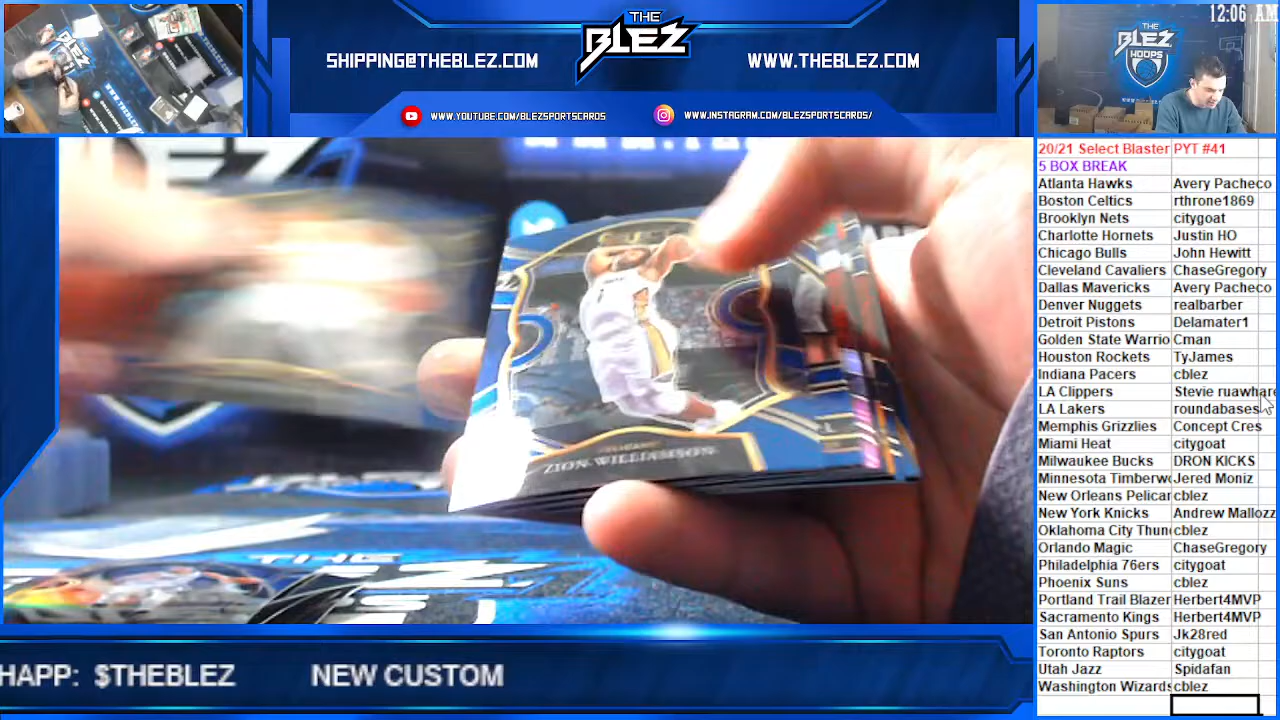 THE
BLEZ
SHIPPING@THEBLEZ.COM
WWW.THEBLEZ.COM
WWW.YOUTUBE.COM/BLEZSPORTSCARDS
WWW.INSTAGRAM.COM/BLEZSPORTSCARDS/
12:06 AM
THE
BLEZ
HOOPS
20/21 Select Blaster PYT #41
5 BOX BREAK
Atlanta Hawks Avery Pacheco
Boston Celtics rthrone1869
Brooklyn Nets citygoat
Charlotte Hornets Justin HO
Chicago Bulls John Hewitt
Cleveland Cavaliers ChaseGregory
Dallas Mavericks Avery Pacheco
Denver Nuggets realbarber
Detroit Pistons Delamater1
Golden State Warrio Cman
Houston Rockets TyJames
Indiana Pacers cblez
LA Clippers Stevie ruawhare
LA Lakers roundabases
Memphis Grizzlies Concept Cres
Miami Heat citygoat
Milwaukee Bucks DRON KICKS
Minnesota Timberwo Jered Moniz
New Orleans Pelican cblez
New York Knicks Andrew Mallozz
Oklahoma City Thun cblez
Orlando Magic ChaseGregory
Philadelphia 76ers citygoat
Phoenix Suns cblez
Portland Trail Blazer Herbert4MVP
Sacramento Kings Herbert4MVP
San Antonio Spurs Jk28red
Toronto Raptors citygoat
Utah Jazz Spidafan
Washington Wizards cblez
ZION WILLIAMSON
HAPP: $THEBLEZ NEW CUSTOM